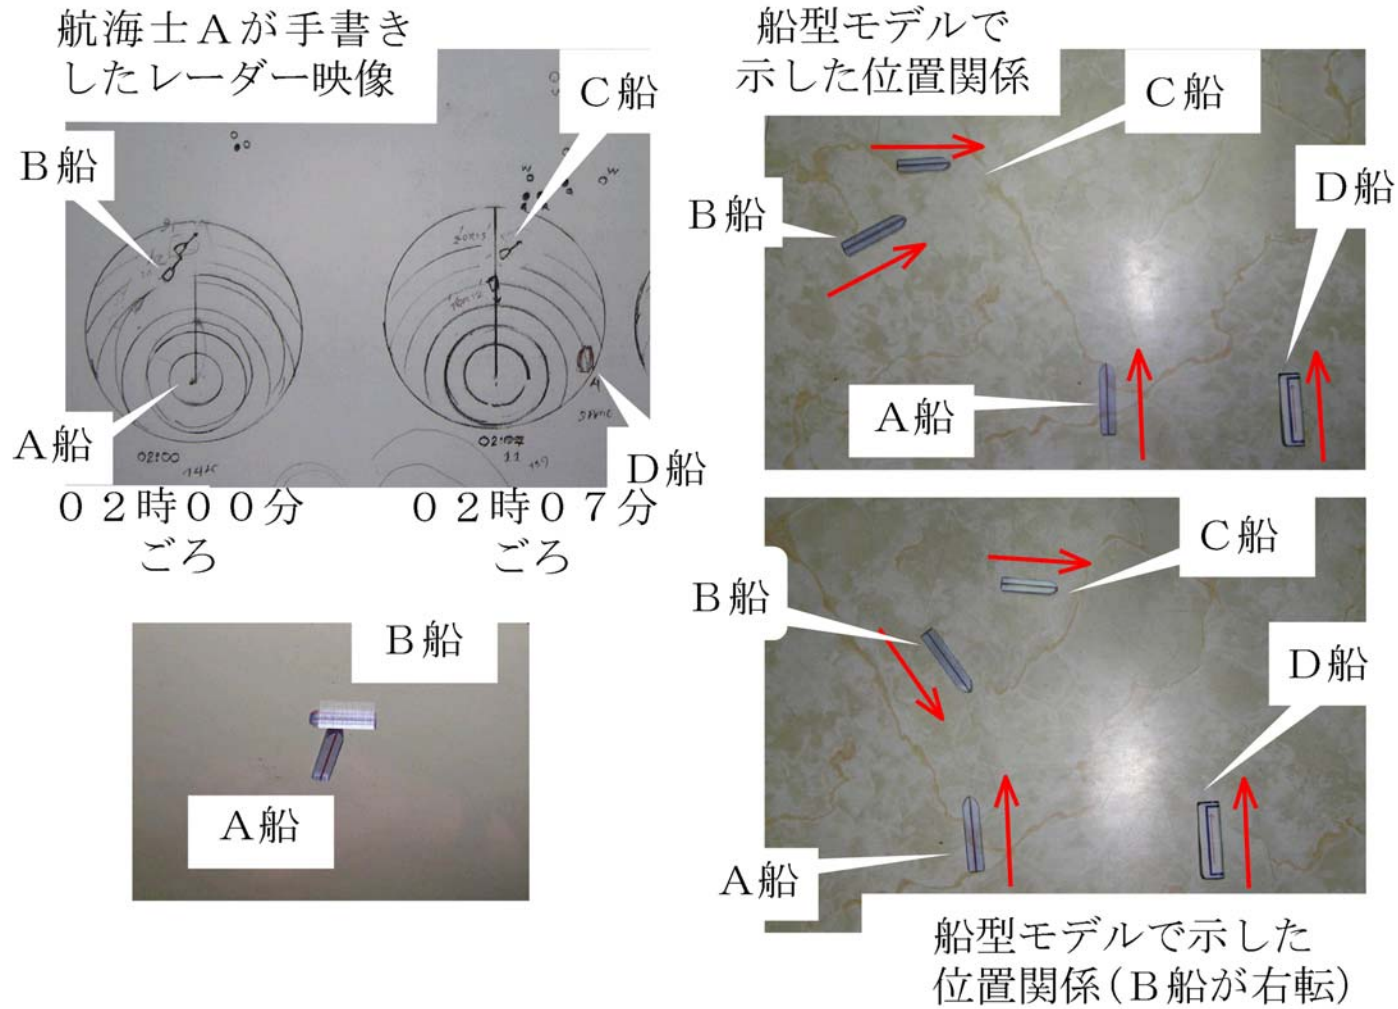 航海士Ａが手書き
したレーダー映像
Ｃ船
Ｂ船
Ａ船
Ｄ船
02:00
０２時００分
ごろ
０２時０７分
ごろ
Ｂ船
Ａ船
船型モデルで
示した位置関係
Ｃ船
Ｂ船
Ｄ船
Ａ船
Ｃ船
Ｂ船
Ｄ船
Ａ船
船型モデルで示した
位置関係（Ｂ船が右転）